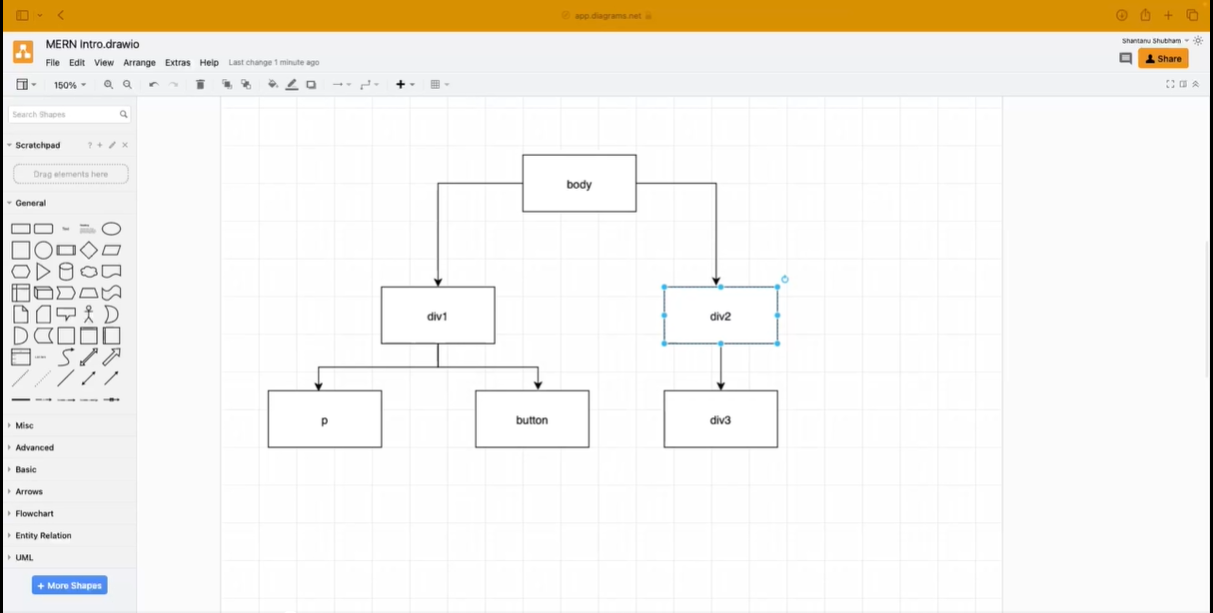 app.diagrams.net
MERN Intro.drawio
Shantanu Shubham
File Edit View Arrange Extras Help Last change 1 minute ago
Share
150%
Search Shapes
Scratchpad
Drag elements here
General
Misc
Advanced
Basic
Arrows
Flowchart
Entity Relation
UML
+ More Shapes
body
div1
div2
p
button
div3